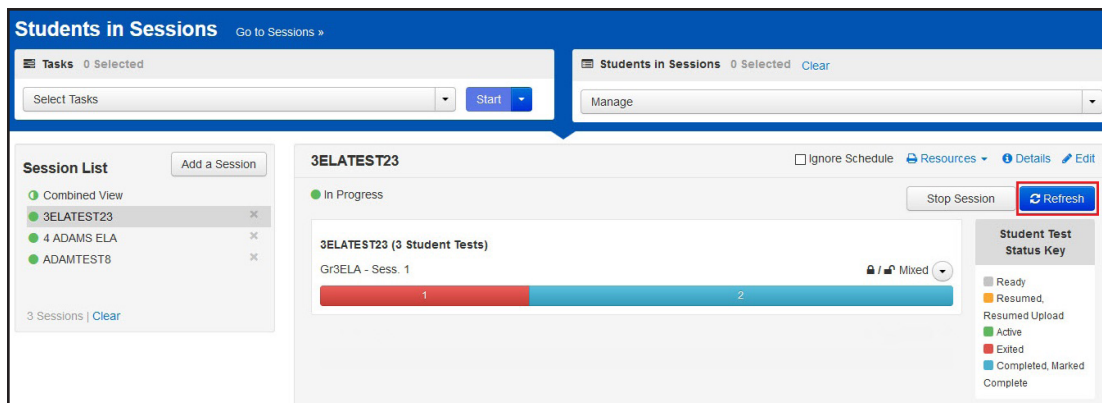 Students in Sessions Go to Sessions »
Tasks 0 Selected
Select Tasks
Start
Students in Sessions 0 Selected Clear
Manage
Session List
Add a Session
Combined View
3ELATEST23
4 ADAMS ELA
ADAMTEST8
3 Sessions | Clear
3ELATEST23
Ignore Schedule Resources Details Edit
In Progress
Stop Session
Refresh
3ELATEST23 (3 Student Tests)
Gr3ELA - Sess. 1
/ Mixed
1 2
Student Test
Status Key
Ready
Resumed,
Resumed Upload
Active
Exited
Completed, Marked
Complete